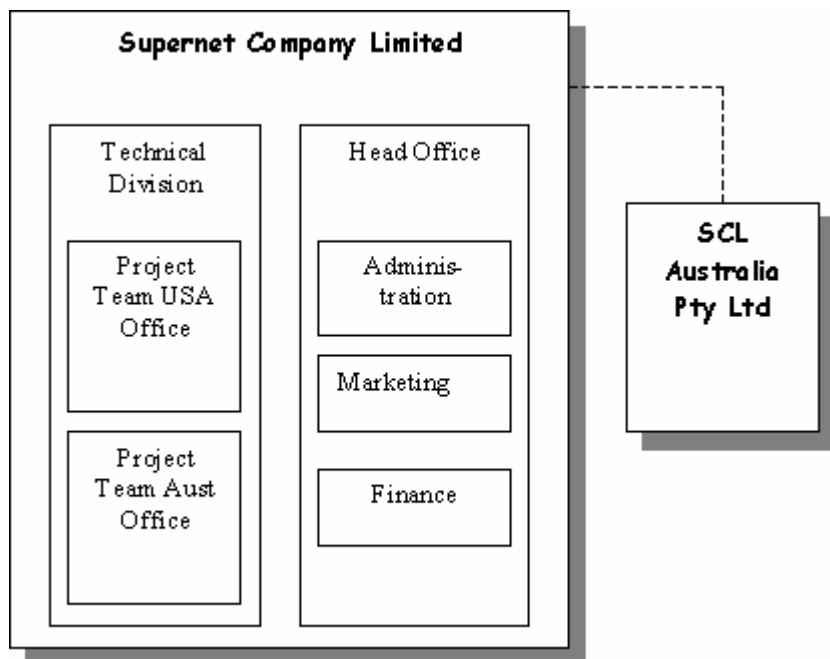 Supernet Company Limited
Technical
Division
Project
Team USA
Office
Project
Team Aust
Office
Head Office
Adminis-
tration
Marketing
Finance
SCL
Australia
Pty Ltd